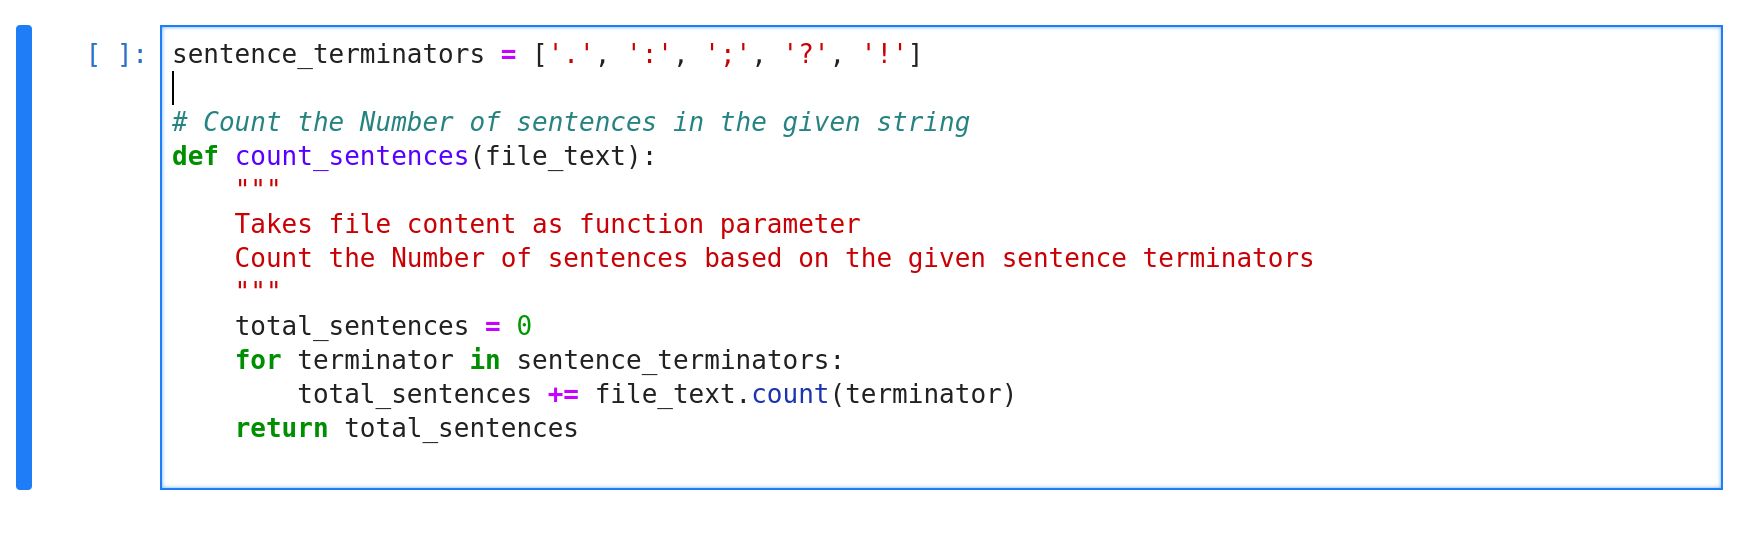 [ ]: sentence_terminators = ['.', ':', ';', '?', '!']

# Count the Number of sentences in the given string
def count_sentences(file_text):
    """
    Takes file content as function parameter
    Count the Number of sentences based on the given sentence terminators
    """
    total_sentences = 0
    for terminator in sentence_terminators:
        total_sentences += file_text.count(terminator)
    return total_sentences